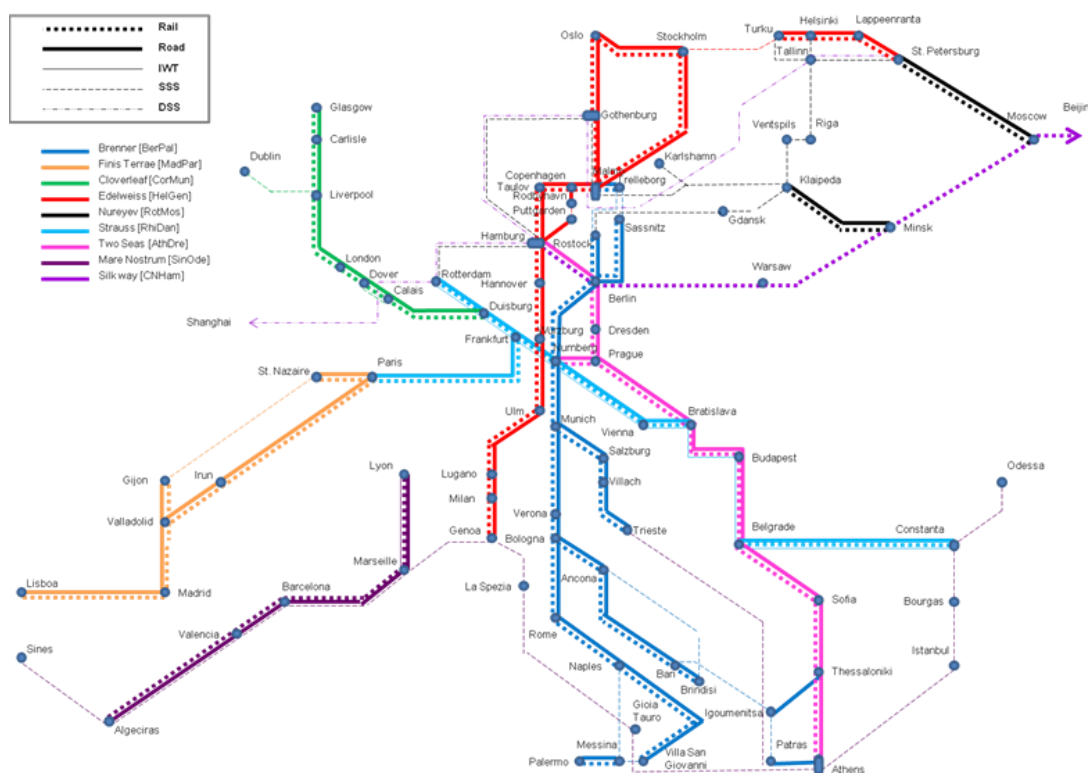 Rail
Road
IWT
SSS
DSS
Brenner [BerPal]
Finis Terrae [MadPar]
Cloverleaf [CorMun]
Edelweiss [HelGen]
Nureyev [RotMos]
Strauss [RhiDan]
Two Seas [AthDre]
Mare Nostrum [SinOde]
Silk way [CNHam]
Oslo
Stockholm
Turku
Helsinki
Lappeenranta
Tallinn
St. Petersburg
Glasgow
Carlisle
Gothenburg
Ventspils
Riga
Moscow
Beijin
Dublin
Karlshamn
Liverpool
Copenhagen
Taulov
Trelleborg
Klaipeda
Puttgarden
Gdansk
Minsk
Hamburg
Rostock
Sassnitz
London
Dover
Calais
Rotterdam
Hannover
Berlin
Warsaw
Shanghai
Duisburg
Frankfurt
Nurnberg
Dresden
Prague
St. Nazaire
Paris
Ulm
Munich
Vienna
Bratislava
Gijon
Irun
Lyon
Lugano
Salzburg
Villach
Budapest
Odessa
Valladolid
Milan
Verona
Genoa
Bologna
Trieste
Belgrade
Constanta
Lisboa
Madrid
Barcelona
Marseille
La Spezia
Ancona
Sofia
Bourgas
Valencia
Rome
Sines
Naples
Bari
Brindisi
Thessaloniki
Istanbul
Algeciras
Gioia
Tauro
Igoumenitsa
Messina
Palermo
Villa San
Giovanni
Patras
Athens